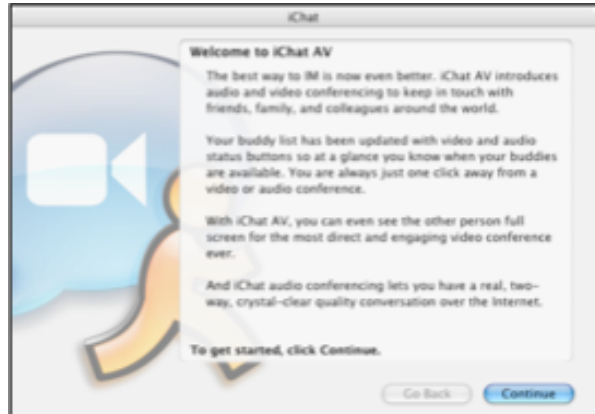 iChat
Welcome to iChat AV
The best way to IM is now even better. iChat AV introduces
audio and video conferencing to keep in touch with
friends, family, and colleagues around the world.
Your buddy list has been updated with video and audio
status buttons so at a glance you know when your buddies
are available. You are always just one click away from a
video or audio conference.
With iChat AV, you can even see the other person full
screen for the most direct and engaging video conference
ever.
And iChat audio conferencing lets you have a real, two-
way, crystal-clear quality conversation over the Internet.
To get started, click Continue.
Go Back Continue